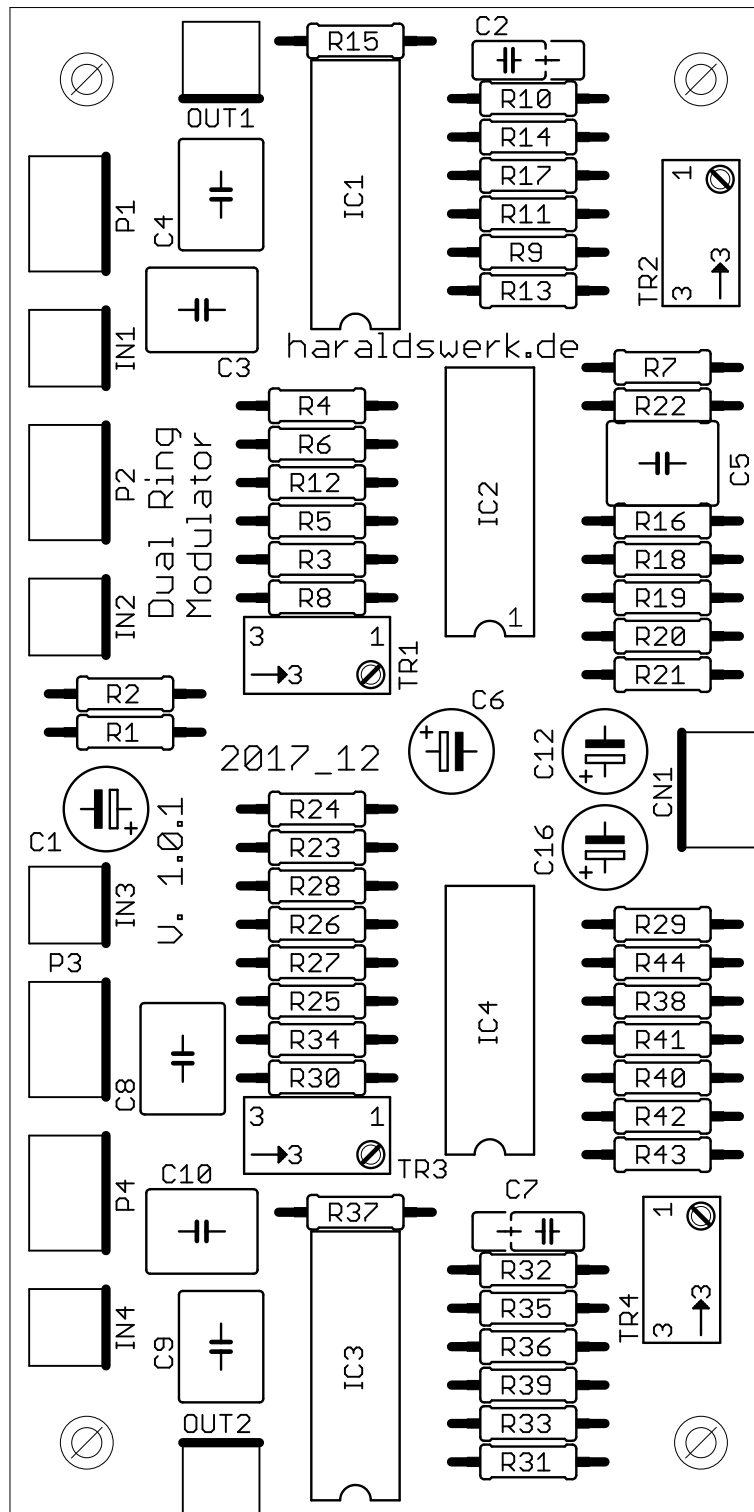 C2
R15
R10
OUT1
R14
R17
IC1
R11
P1
C4
R9
R13
1
TR2
3
3
IN1
C3
haraldswerk.de
R7
R4
R22
R6
P2
Dual Ring
Modulator
R12
IC2
C5
R5
R16
R3
R18
IN2
R8
R19
3
1
1
R20
3
TR1
R21
R2
C6
R1
2017_12
C12
CN1
C1
V. 1.0.1
R24
R23
C16
R28
IN3
R26
R29
P3
R27
R44
R25
IC4
R38
R34
R41
C8
R30
R40
3
1
R42
3
TR3
R43
P4
C10
R37
C7
1
R32
TR4
3
3
IN4
R35
C9
IC3
R36
R39
OUT2
R33
R31